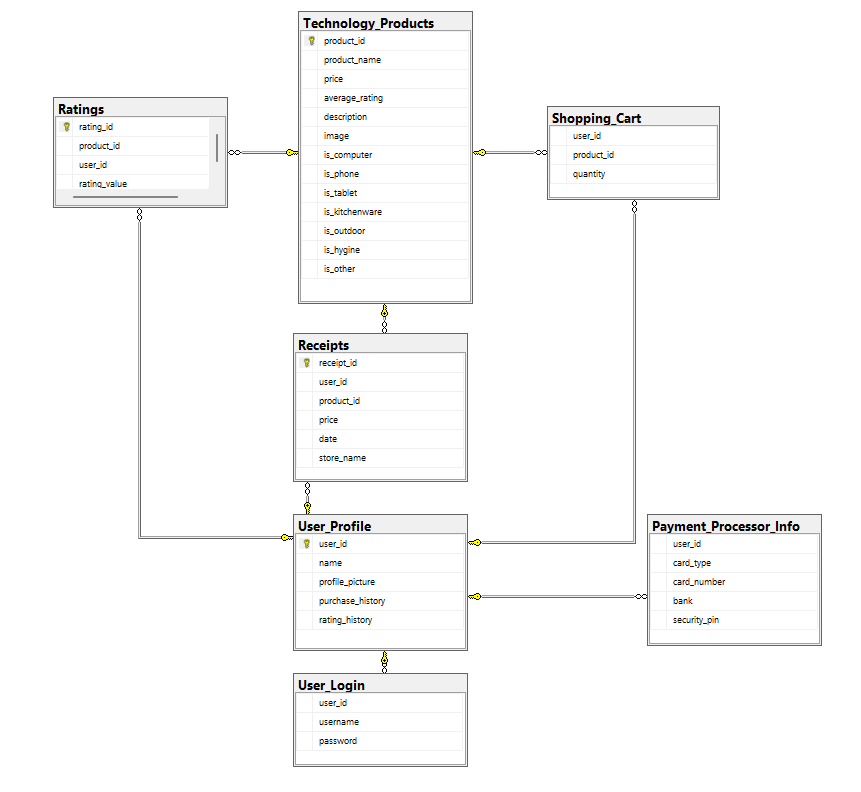 Technology_Products
product_id
product_name
price
average_rating
description
image
is_computer
is_phone
is_tablet
is_kitchenware
is_outdoor
is_hygine
is_other
Ratings
rating_id
product_id
user_id
rating_value
Shopping_Cart
user_id
product_id
quantity
Receipts
receipt_id
user_id
product_id
price
date
store_name
User_Profile
user_id
name
profile_picture
purchase_history
rating_history
Payment_Processor_Info
user_id
card_type
card_number
bank
security_pin
User_Login
user_id
username
password